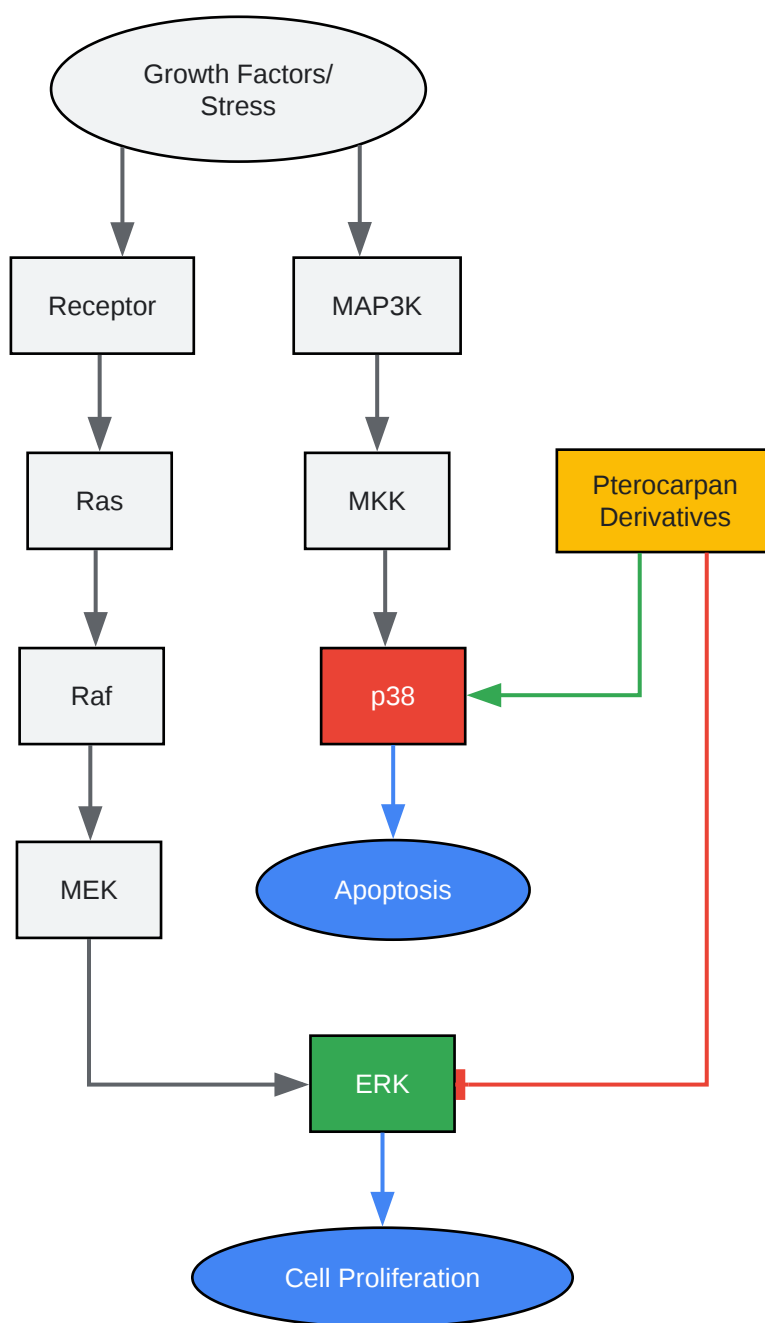 Growth Factors/
Stress
Receptor
MAP3K
Ras
MKK
Pterocarpan
Derivatives
Raf
p38
MEK
Apoptosis
ERK
Cell Proliferation